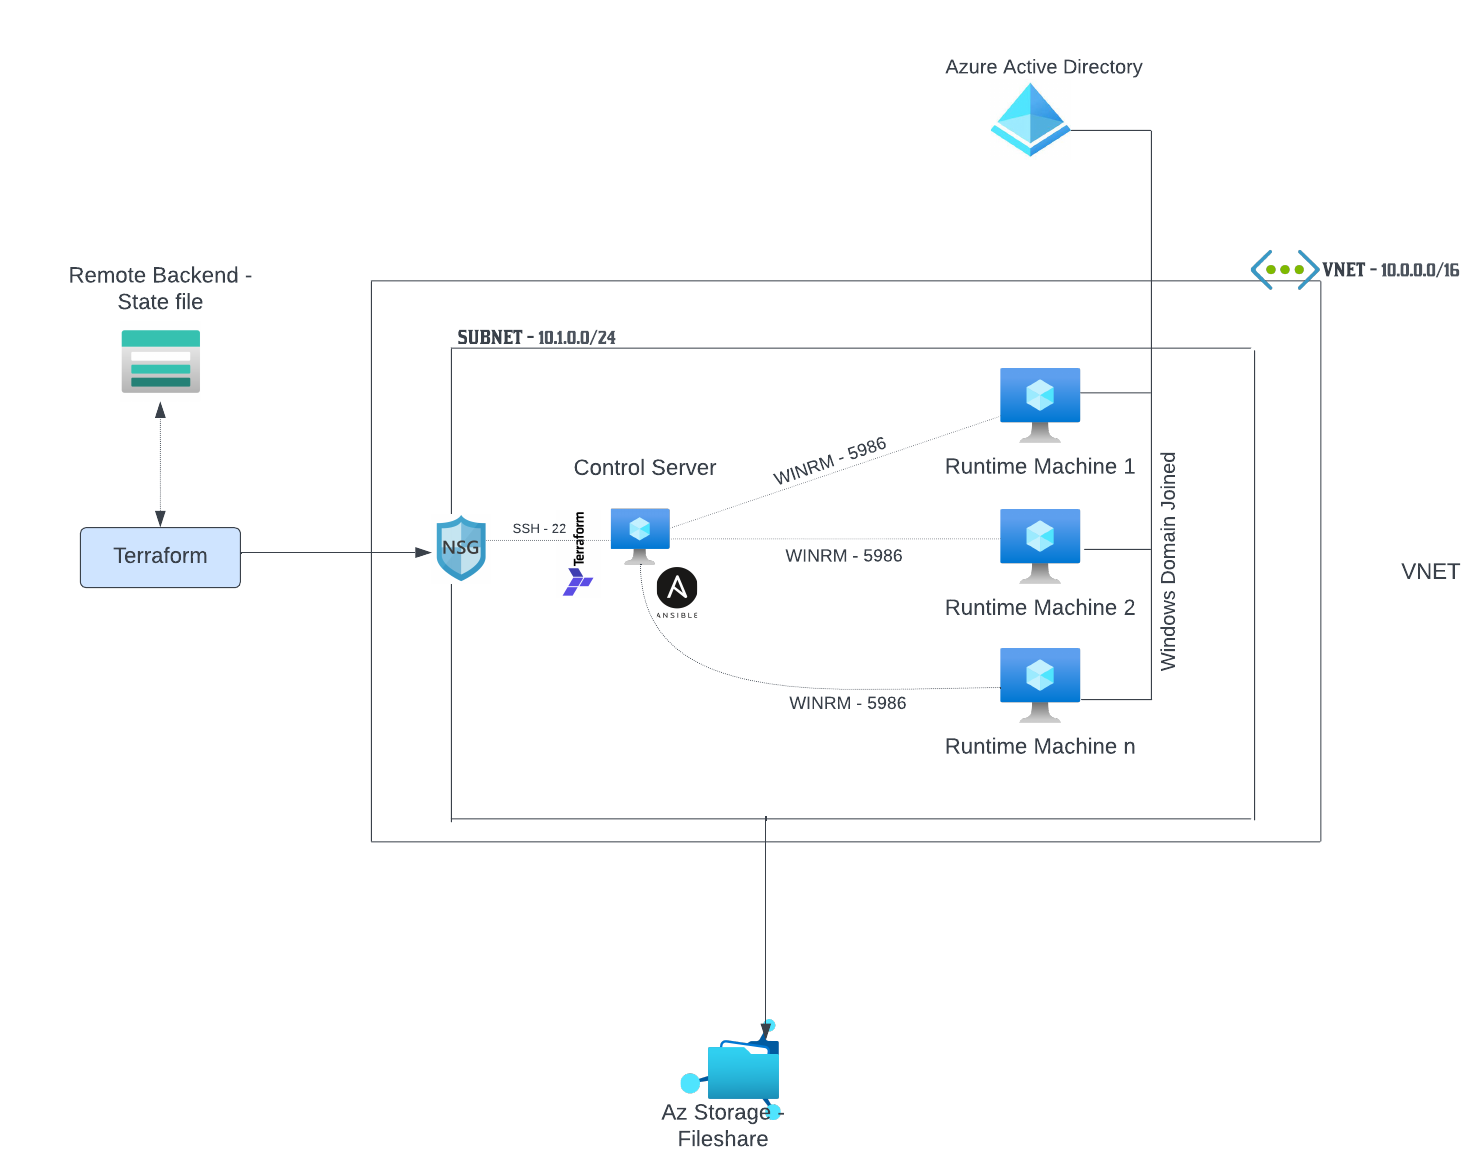 Azure Active Directory
VNET - 10.0.0.0/16
Remote Backend -
State file
SUBNET - 10.1.0.0/24
Terraform
NSG
SSH - 22
Terraform
Control Server
ANSIBLE
WINRM - 5986
WINRM - 5986
WINRM - 5986
Runtime Machine 1
Runtime Machine 2
Runtime Machine n
Windows Domain Joined
VNET
Az Storage -
Fileshare